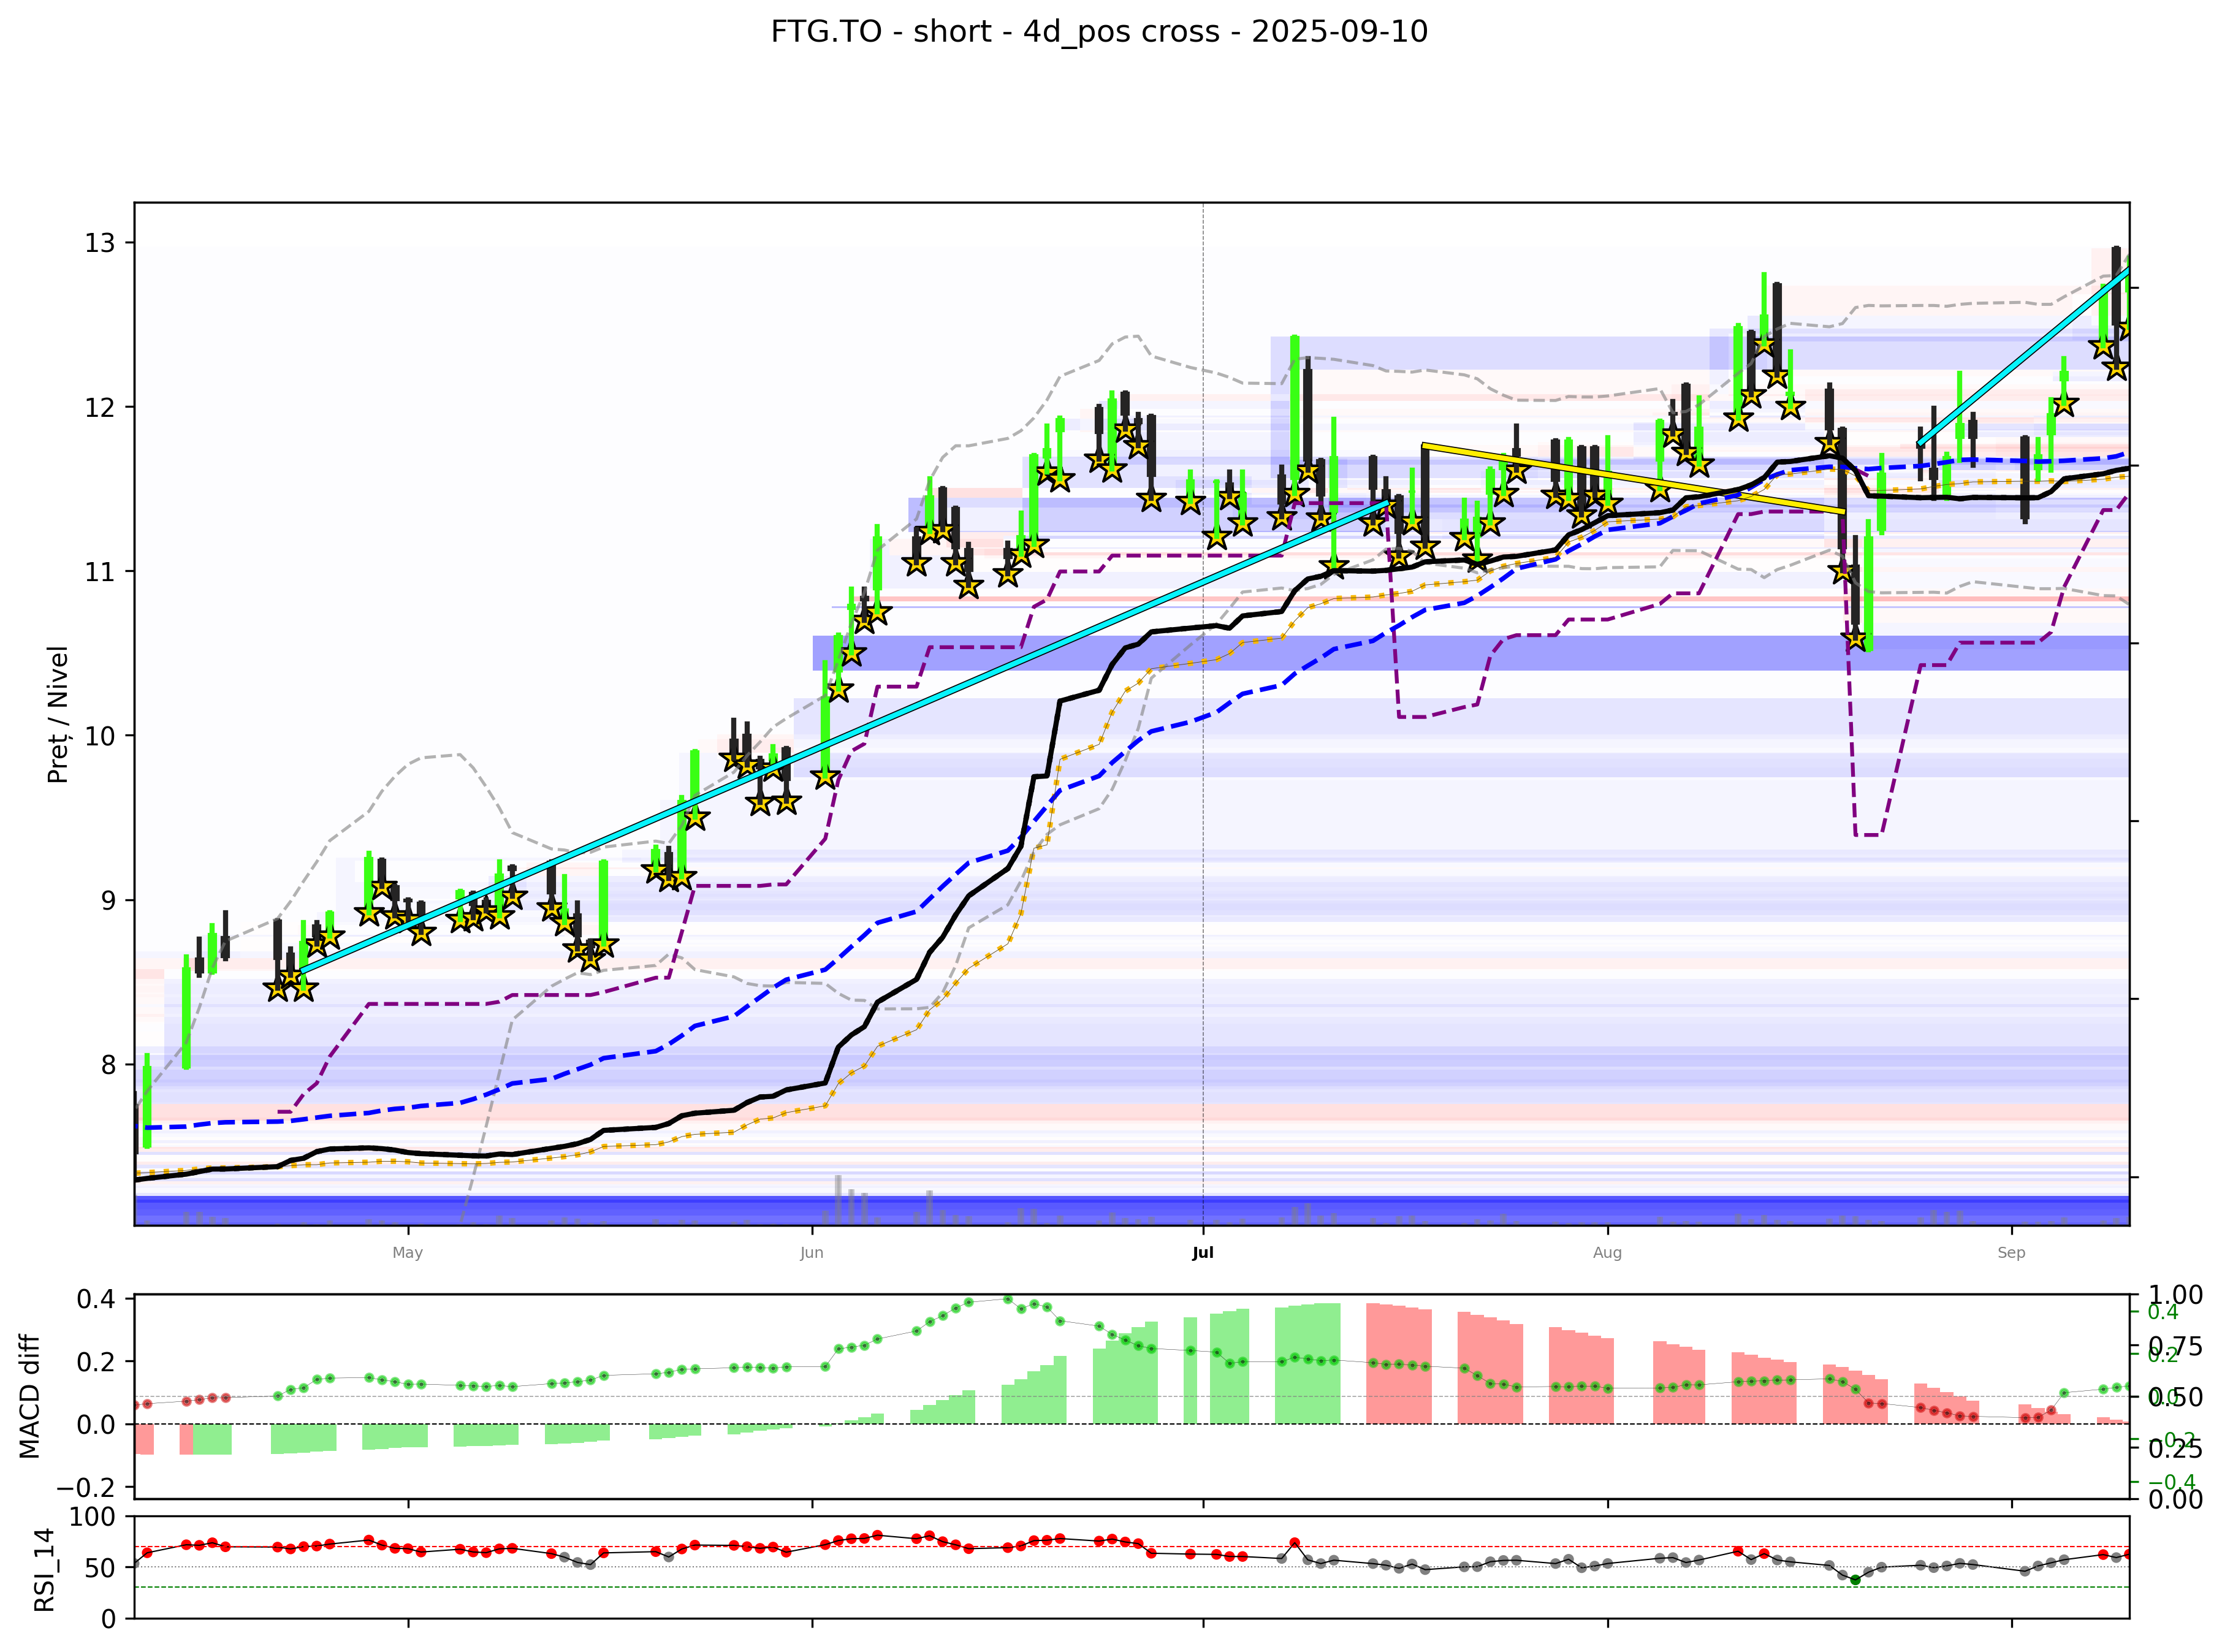 FTG.TO - short - 4d_pos cross - 2025-09-10
Preț / Nivel
13
12
11
10
9
8
May
Jun
Jul
Aug
Sep
MACD diff
0.4
0.2
0.0
−0.2
1.00
0.75
0.50
0.25
0.00
0.4
0.2
0.0
−0.2
−0.4
RSI_14
100
50
0